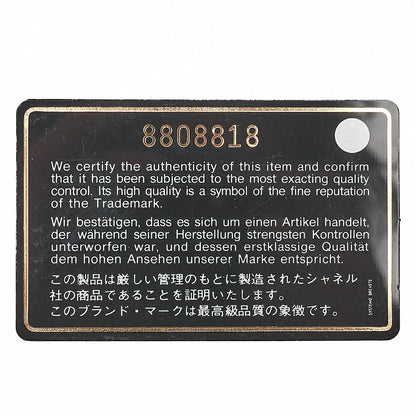 8808818
We certify the authenticity of this item and confirm
that it has been subjected to the most exacting quality
control. Its high quality is a symbol of the fine reputation
of the Trademark.
Wir bestätigen, dass es sich um einen Artikel handelt,
der während seiner Herstellung strengsten Kontrollen
unterworfen war, und dessen erstklassige Qualität
dem hohen Ansehen unserer Marke entspricht.
この製品は厳しい管理のもとに製造されたシャネル
社の商品であることを証明いたします。
このブランド・マークは最高級品質の象徴です。
SYSTEME BREVETE